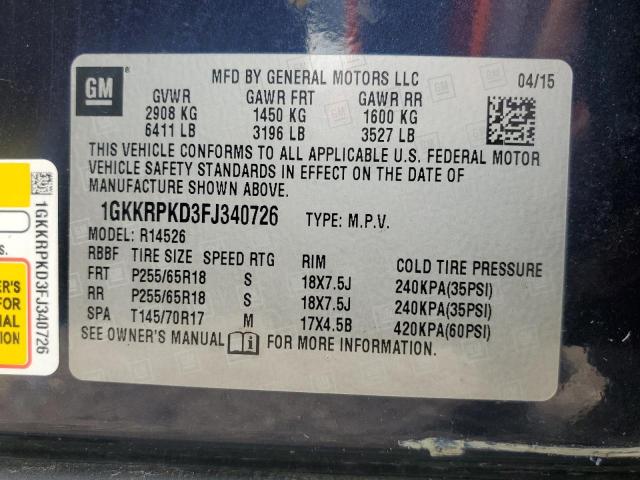 GM
MFD BY GENERAL MOTORS LLC
04/15
GVWR GAWR FRT GAWR RR
2908 KG 1450 KG 1600 KG
6411 LB 3196 LB 3527 LB
THIS VEHICLE CONFORMS TO ALL APPLICABLE U.S. FEDERAL MOTOR
VEHICLE SAFETY STANDARDS IN EFFECT ON THE DATE OF
MANUFACTURE SHOWN ABOVE.
1GKKRPKD3FJ340726 TYPE: M.P.V.
MODEL: R14526
RBBF TIRE SIZE SPEED RTG RIM COLD TIRE PRESSURE
FRT P255/65R18 S 18X7.5J 240KPA(35PSI)
RR P255/65R18 S 18X7.5J 240KPA(35PSI)
SPA T145/70R17 M 17X4.5B 420KPA(60PSI)
SEE OWNER'S MANUAL FOR MORE INFORMATION.
1GKKRPKD3FJ340726
s.
ER'S
FOR
NAL
ION